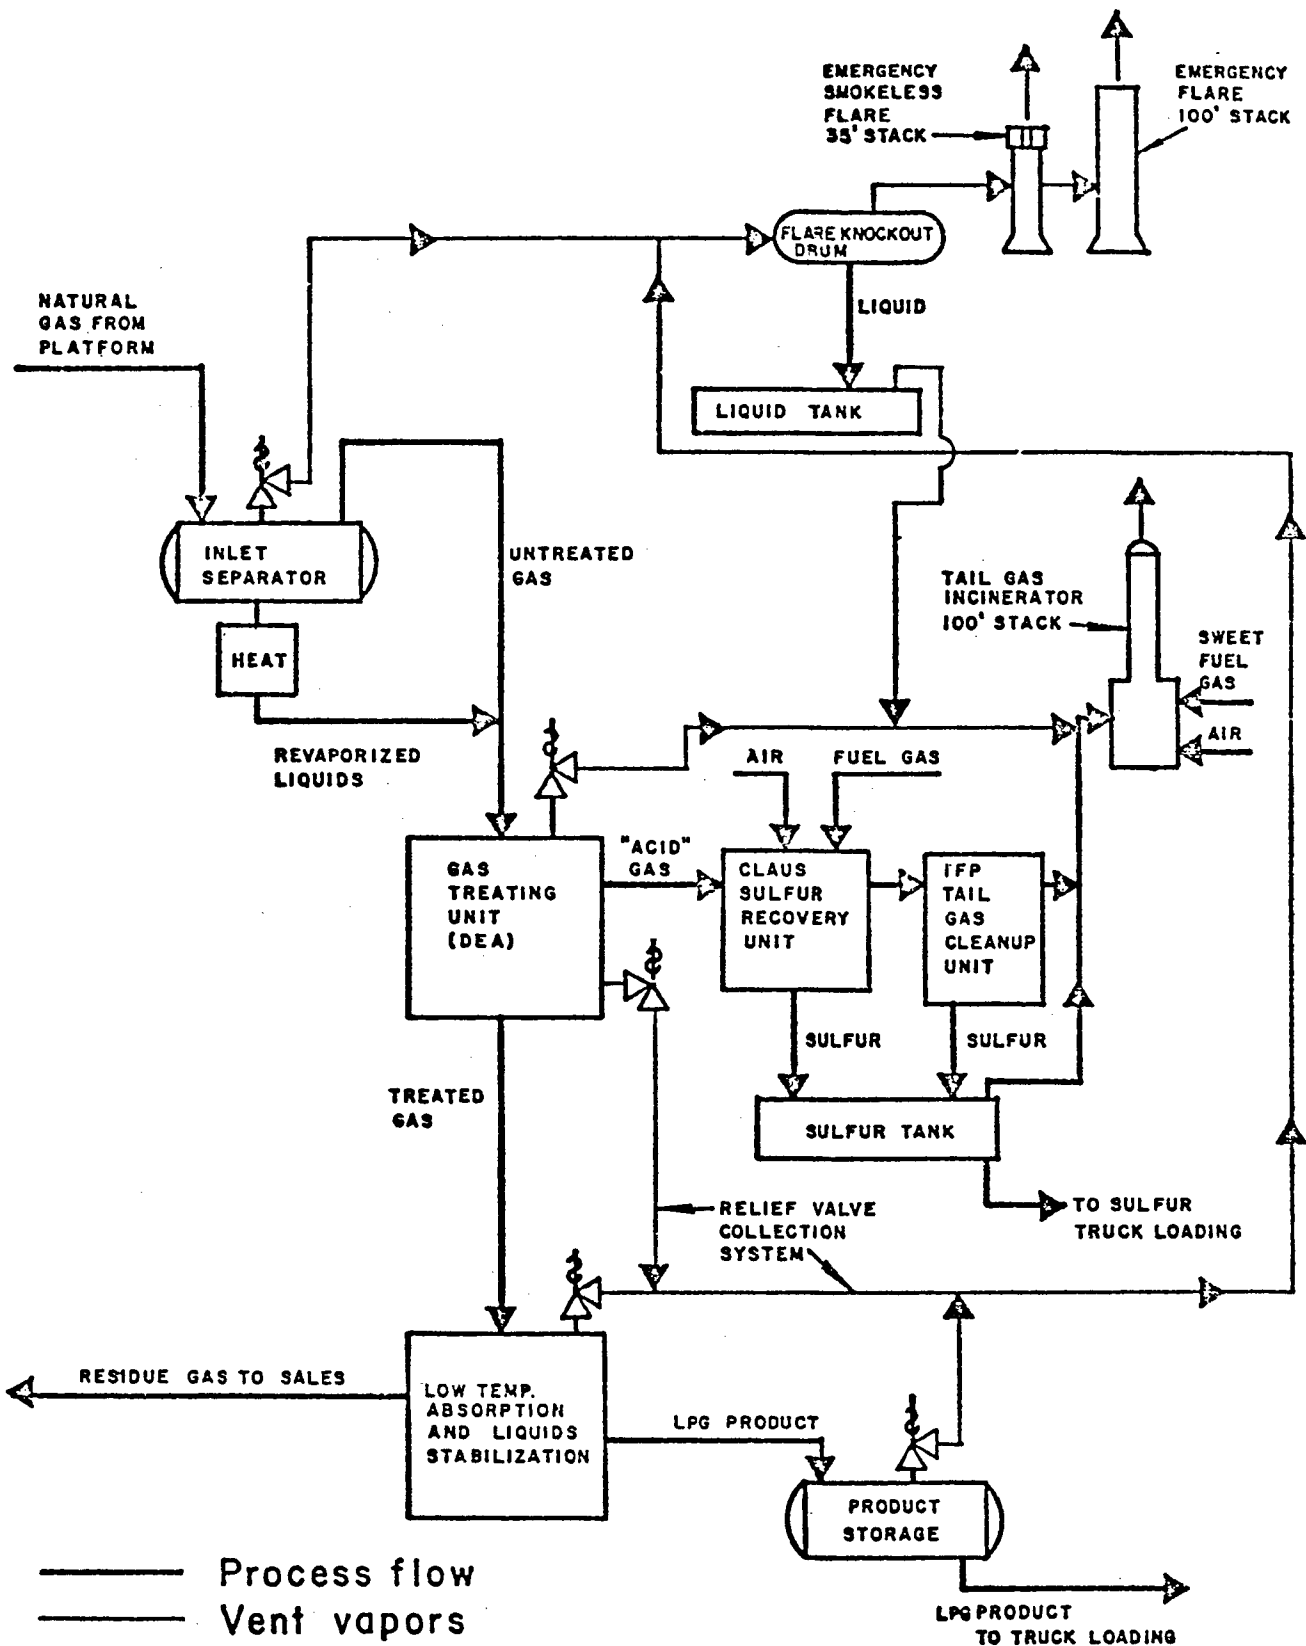 EMERGENCY
SMOKELESS
FLARE
35' STACK
EMERGENCY
FLARE
100' STACK
FLARE KNOCKOUT
DRUM
NATURAL
GAS FROM
PLATFORM
LIQUID
LIQUID TANK
INLET
SEPARATOR
UNTREATED
GAS
TAIL GAS
INCINERATOR
100' STACK
SWEET
FUEL
GAS
AIR
HEAT
REVAPORIZED
LIQUIDS
AIR
FUEL GAS
"ACID"
GAS
GAS
TREATING
UNIT
(DEA)
CLAUS
SULFUR
RECOVERY
UNIT
IFP
TAIL
GAS
CLEANUP
UNIT
SULFUR
SULFUR
TREATED
GAS
SULFUR TANK
RELIEF VALVE
COLLECTION
SYSTEM
TO SULFUR
TRUCK LOADING
RESIDUE GAS TO SALES
LOW TEMP.
ABSORPTION
AND LIQUIDS
STABILIZATION
LPG PRODUCT
PRODUCT
STORAGE
Process flow
Vent vapors
LPG PRODUCT
TO TRUCK LOADING